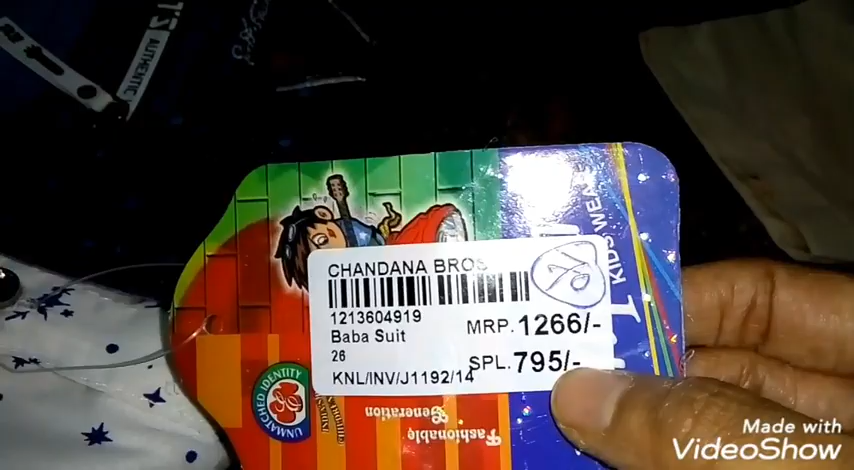 AUTHENTIC
KIDS WEAR
CHANDANA BROS
1213604919
Baba Suit
MRP. 1266/-
26
SPL. 795/-
KNL/INV/J1192/14
UNMATCHED IDENTITY
Fashionable
Generation
Made with
VideoShow